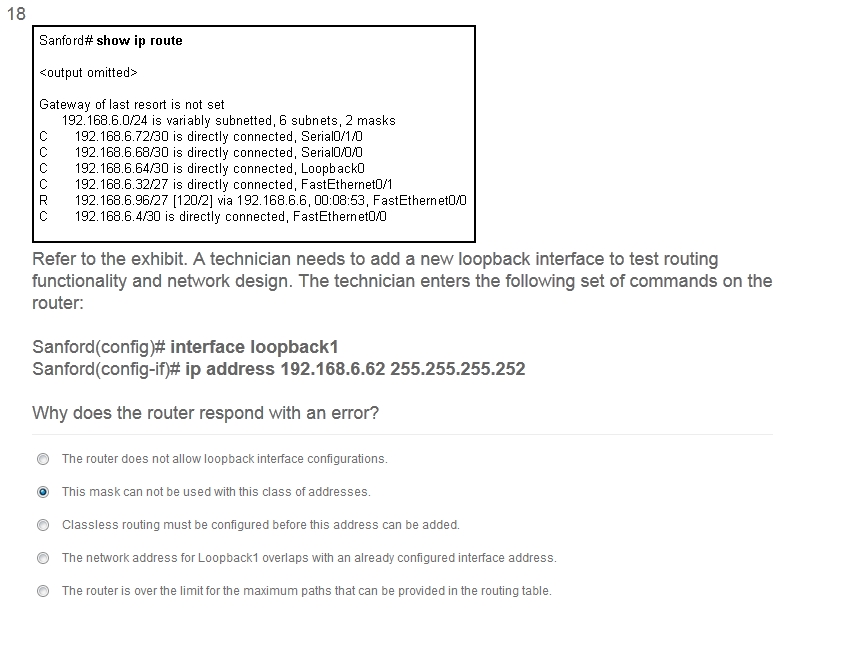 18
Sanford# show ip route
<output omitted>
Gateway of last resort is not set
192.168.6.0/24 is variably subnetted, 6 subnets, 2 masks
C 192.168.6.72/30 is directly connected, Serial0/1/0
C 192.168.6.68/30 is directly connected, Serial0/0/0
C 192.168.6.64/30 is directly connected, Loopback0
C 192.168.6.32/27 is directly connected, FastEthernet0/1
R 192.168.6.96/27 [120/2] via 192.168.6.6, 00:08:53, FastEthernet0/0
C 192.168.6.4/30 is directly connected, FastEthernet0/0
Refer to the exhibit. A technician needs to add a new loopback interface to test routing
functionality and network design. The technician enters the following set of commands on the
router:
Sanford(config)# interface loopback1
Sanford(config-if)# ip address 192.168.6.62 255.255.255.252
Why does the router respond with an error?
The router does not allow loopback interface configurations.
This mask can not be used with this class of addresses.
Classless routing must be configured before this address can be added.
The network address for Loopback1 overlaps with an already configured interface address.
The router is over the limit for the maximum paths that can be provided in the routing table.